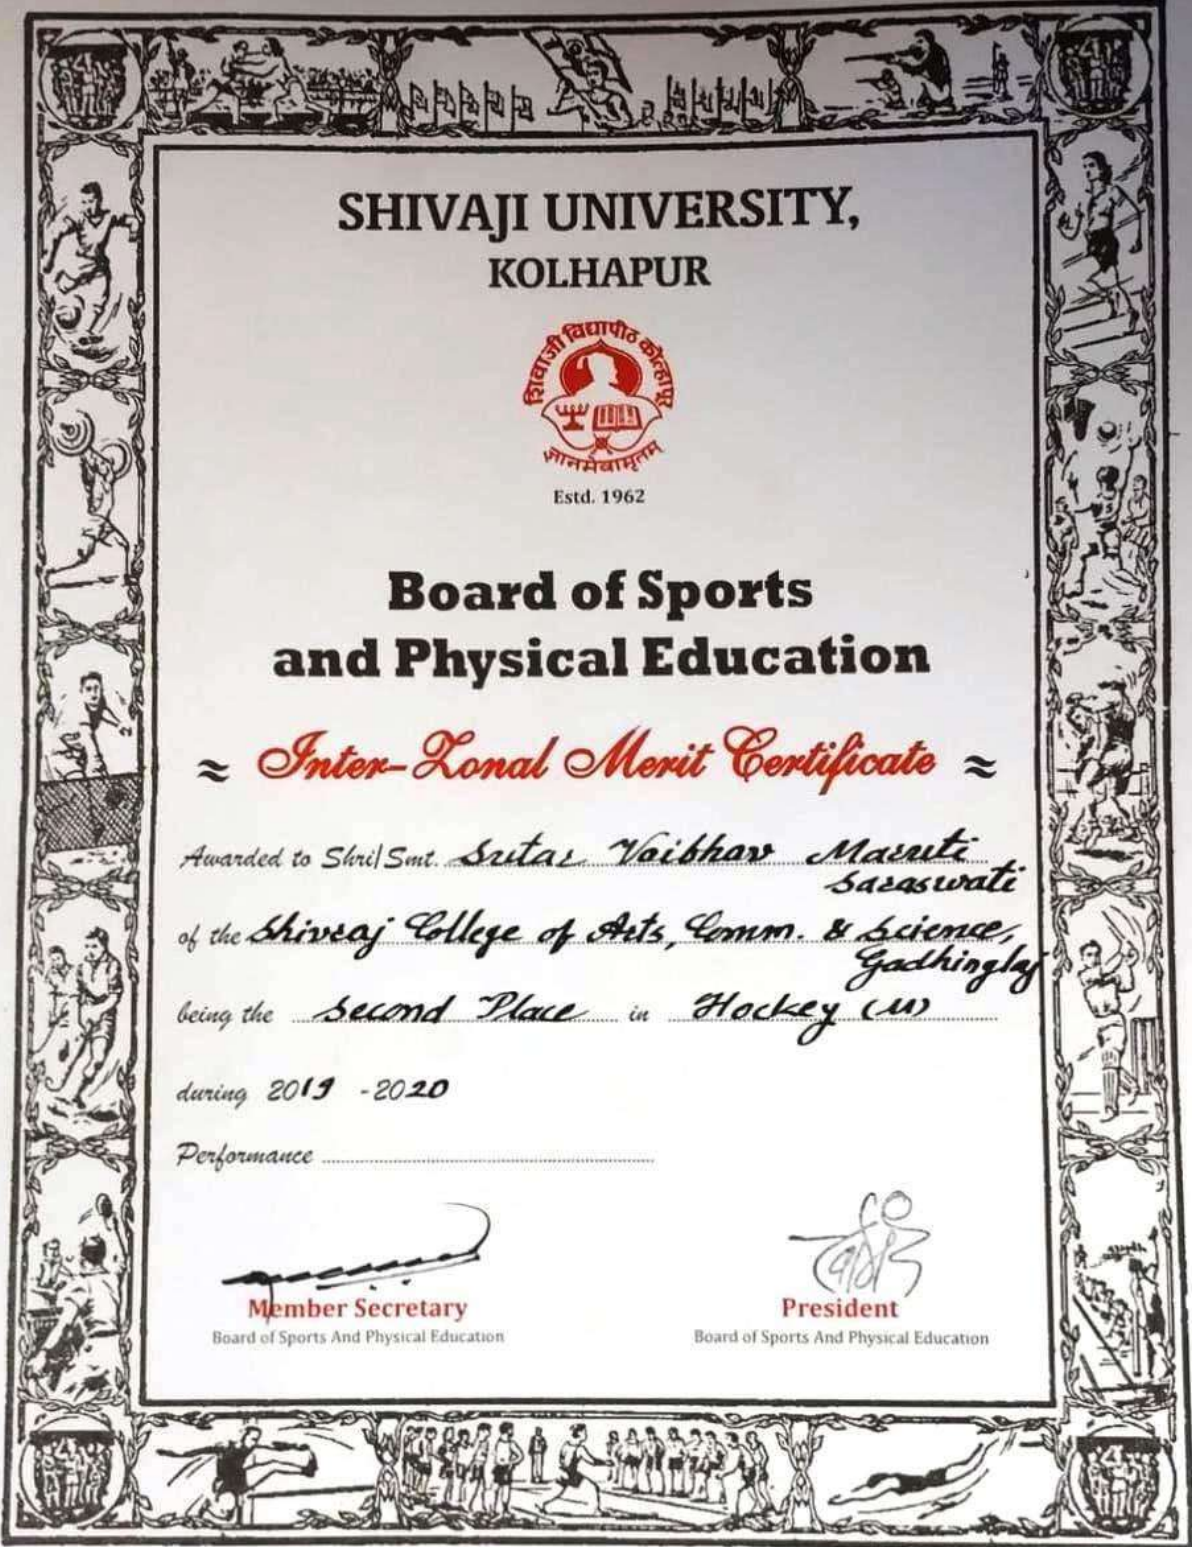 SHIVAJI UNIVERSITY,
KOLHAPUR
शिवाजी विद्यापीठ कोल्हापूर
ज्ञानमेवामृतम्
Estd. 1962
Board of Sports
and Physical Education
≈ Inter-Zonal Merit Certificate ≈
Awarded to Shri/Smt. Sutar Vaibhav Maruti
Saraswati
of the Shivraj College of Arts, Comm. & Science,
Gadhinglaj
being the Second Place in Hockey (M)
during 2019 - 2020
Performance
Member Secretary President
Board of Sports And Physical Education Board of Sports And Physical Education